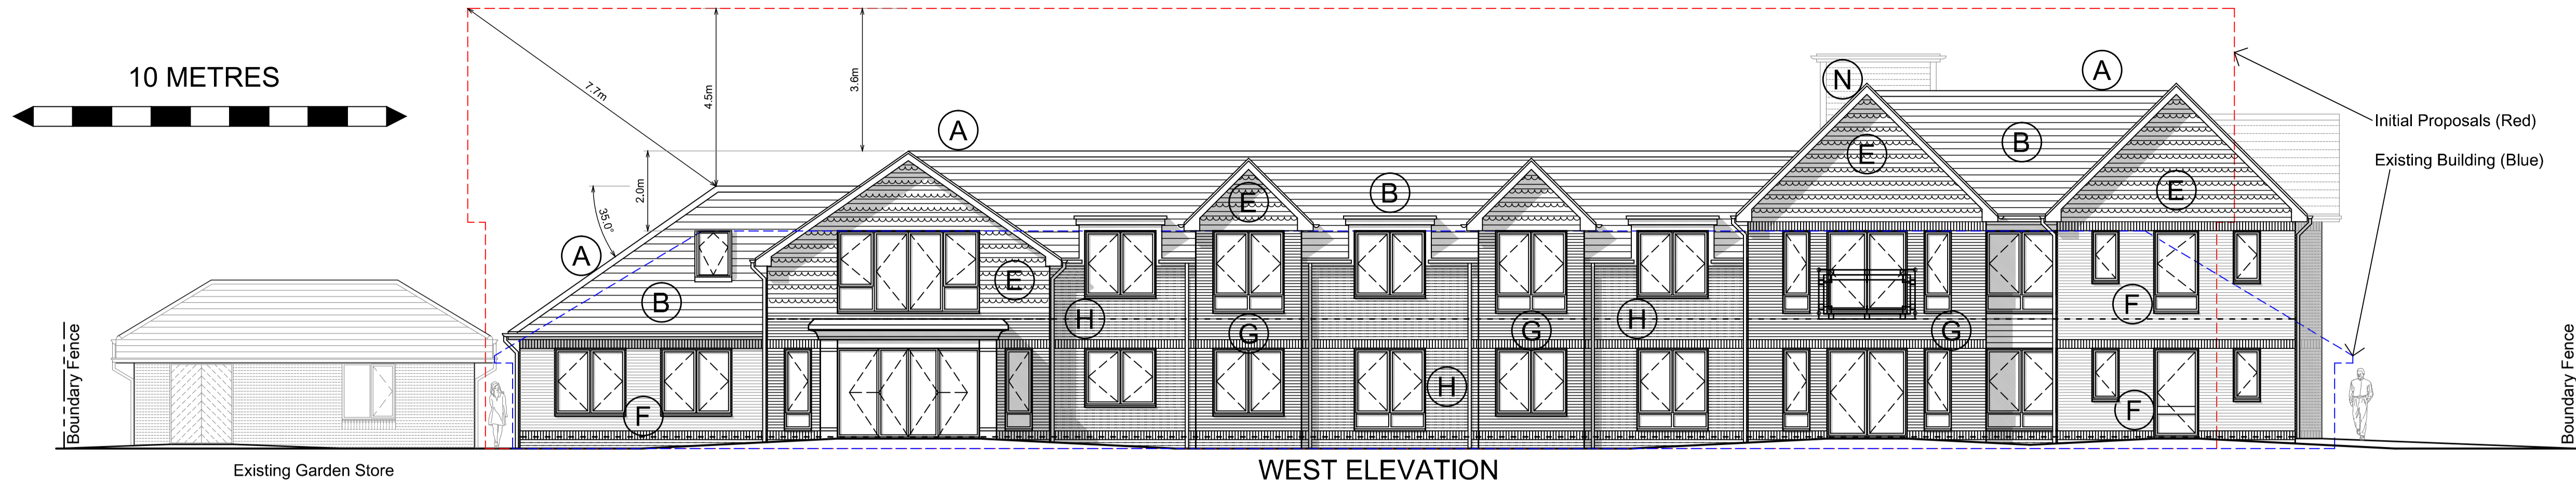 10 METRES
7.7m
4.5m
3.6m
2.0m
35.0°
N
A
A
Initial Proposals (Red)
B
E
E
Existing Building (Blue)
B
E
E
A
E
B
F
H
G
G
H
G
H
F
F
Boundary Fence
Boundary Fence
Existing Garden Store
WEST ELEVATION